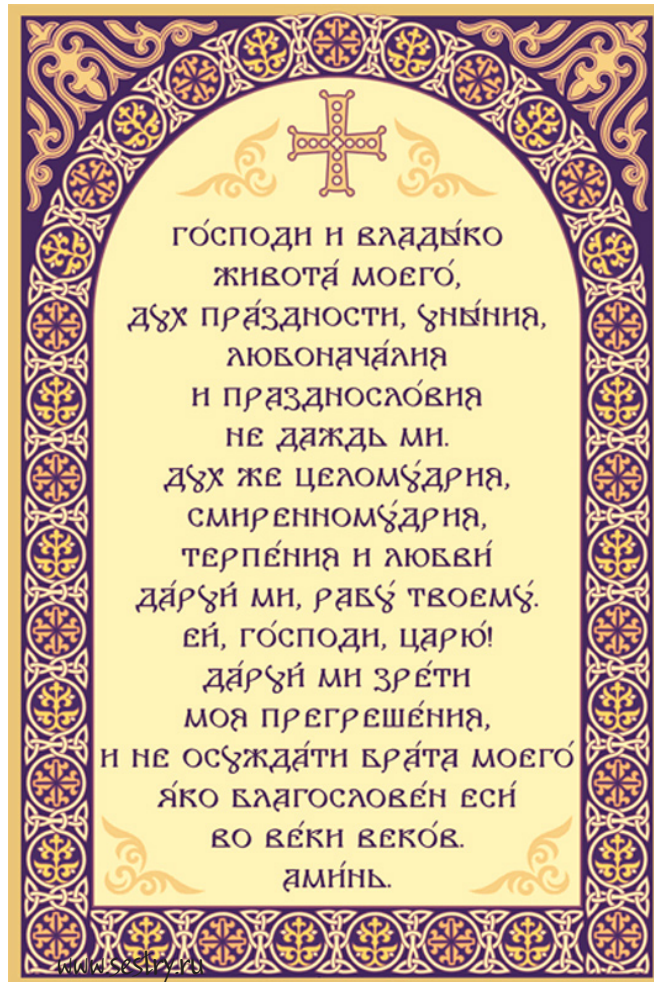 Го́споди и Влады́ко
живота́ моего́,
дух пра́здности, уны́ния,
любонача́лия
и праздносло́вия
не даждь ми.
Дух же целому́дрия,
смиренному́дрия,
терпе́ния и любви́
да́руй ми, рабу́ Твоему́.
Ей, Го́споди, Царю́!
Да́руй ми зре́ти
моя прегреше́ния,
и не осужда́ти бра́та моего́
я́ко благослове́н еси́
во ве́ки веко́в.
Ами́нь.
www.sestry.ru